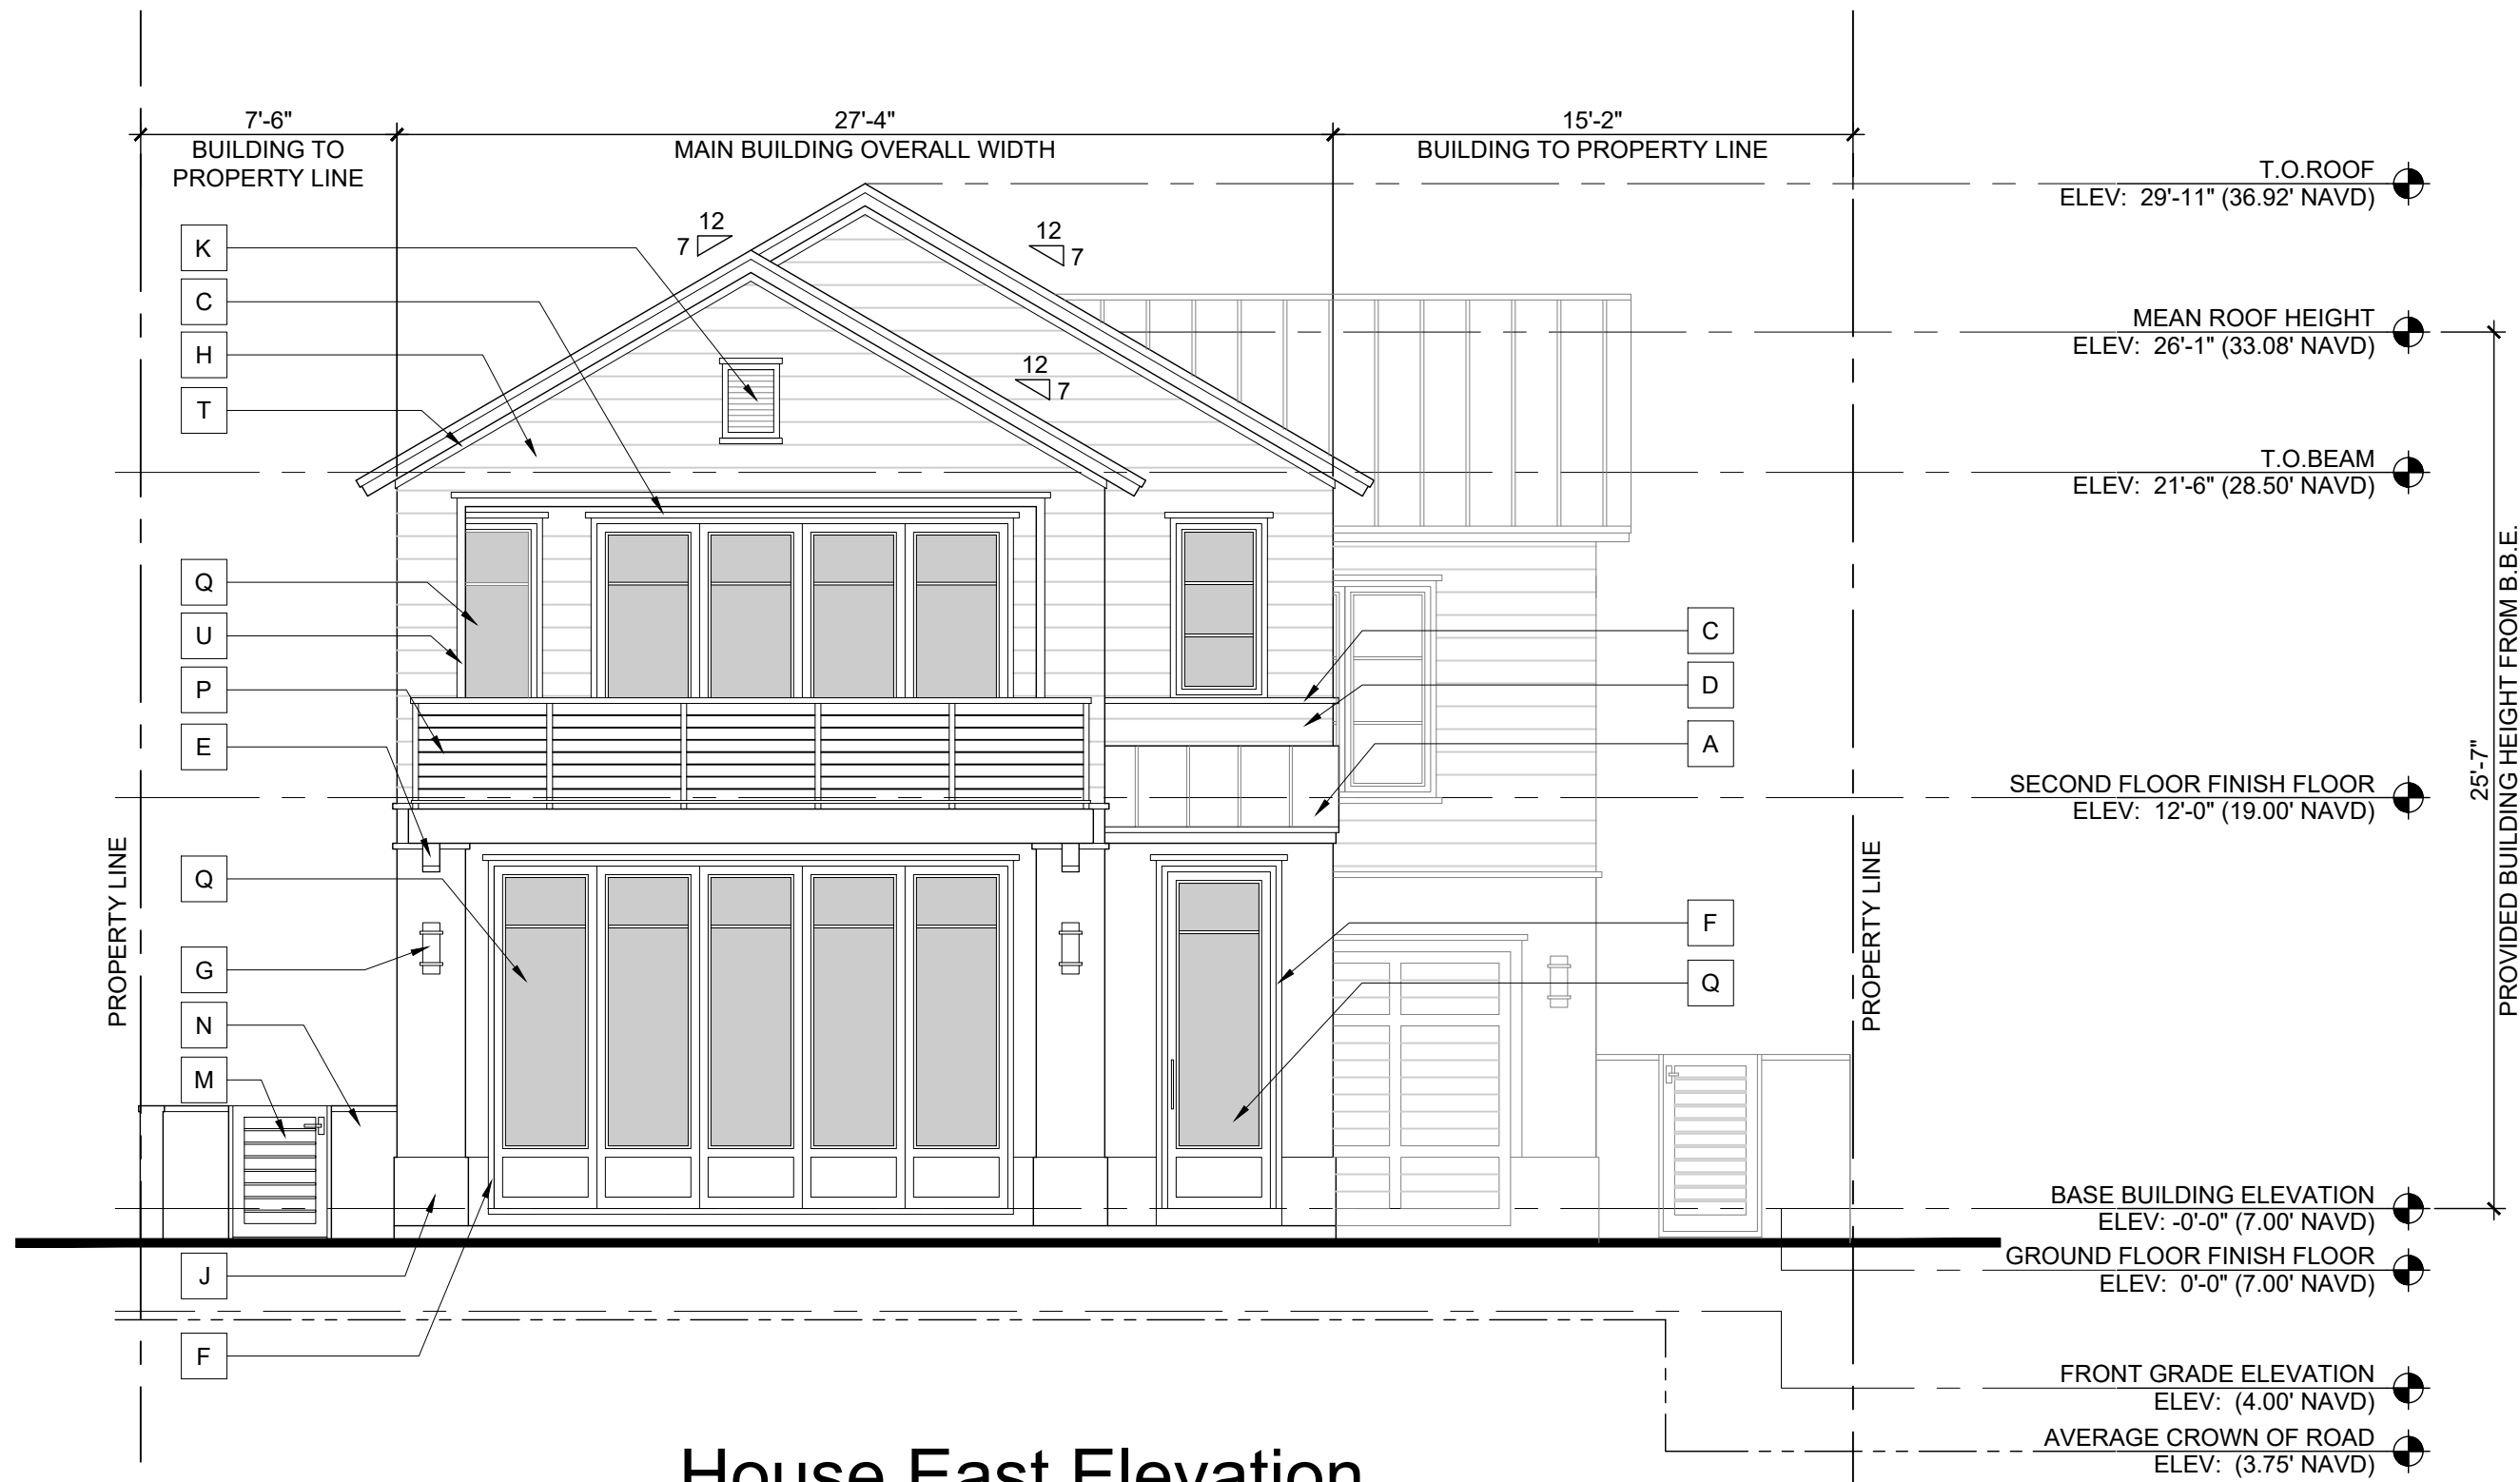 7'-6"
BUILDING TO
PROPERTY LINE
27'-4"
MAIN BUILDING OVERALL WIDTH
15'-2"
BUILDING TO PROPERTY LINE
T.O.ROOF
ELEV: 29'-11" (36.92' NAVD)
12
7
12
7
K
C
H
T
MEAN ROOF HEIGHT
ELEV: 26'-1" (33.08' NAVD)
12
7
T.O.BEAM
ELEV: 21'-6" (28.50' NAVD)
Q
U
P
E
C
D
A
SECOND FLOOR FINISH FLOOR
ELEV: 12'-0" (19.00' NAVD)
25'-7"
PROVIDED BUILDING HEIGHT FROM B.B.E.
PROPERTY LINE
Q
G
N
M
F
Q
PROPERTY LINE
BASE BUILDING ELEVATION
ELEV: -0'-0" (7.00' NAVD)
GROUND FLOOR FINISH FLOOR
ELEV: 0'-0" (7.00' NAVD)
J
F
FRONT GRADE ELEVATION
ELEV: (4.00' NAVD)
AVERAGE CROWN OF ROAD
ELEV: (3.75' NAVD)
House East Elevation